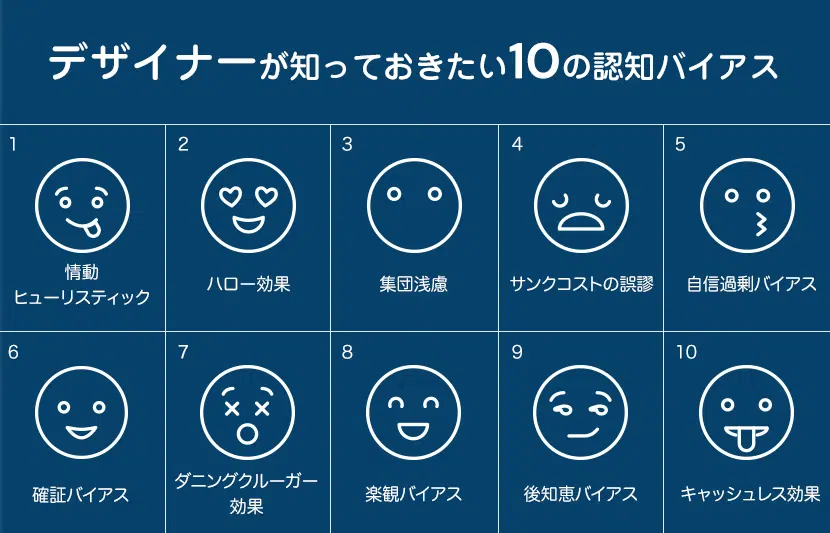 デザイナーが知っておきたい10の認知バイアス
1
情動
ヒューリスティック
2
ハロー効果
3
集団浅慮
4
サンクコストの誤謬
5
自信過剰バイアス
6
確証バイアス
7
ダニングクルーガー
効果
8
楽観バイアス
9
後知恵バイアス
10
キャッシュレス効果